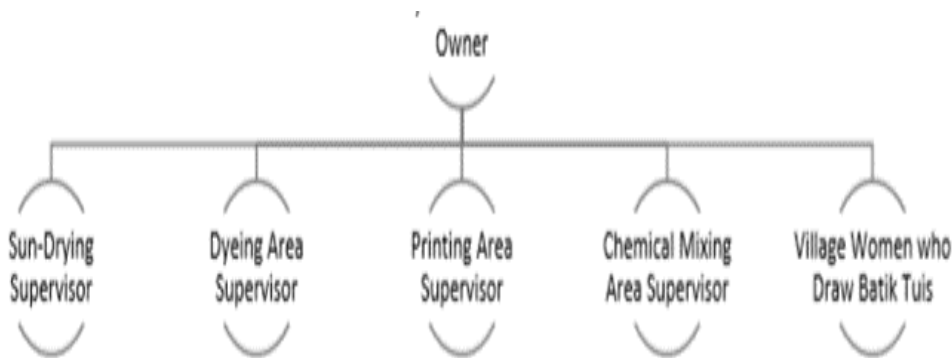 Owner
Sun-Drying
Supervisor
Dyeing Area
Supervisor
Printing Area
Supervisor
Chemical Mixing
Area Supervisor
Village Women who
Draw Batik Tuis